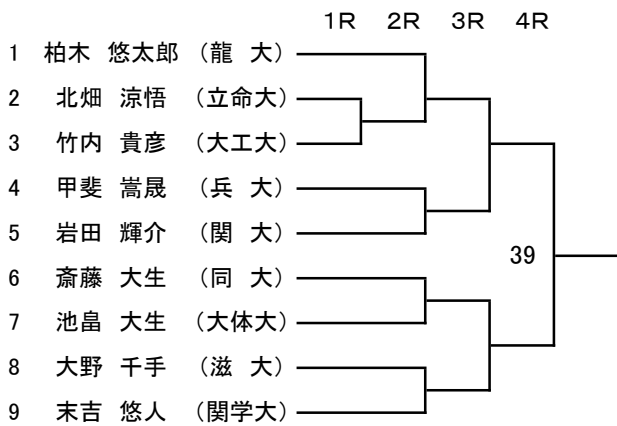 1R 2R 3R 4R
1 柏木 悠太郎 （龍 大）
2 北畑 涼悟 （立命大）
3 竹内 貴彦 （大工大）
4 甲斐 嵩晟 （兵 大）
5 岩田 輝介 （関 大）
39
6 斎藤 大生 （同 大）
7 池畠 大生 （大体大）
8 大野 千手 （滋 大）
9 末吉 悠人 （関学大）